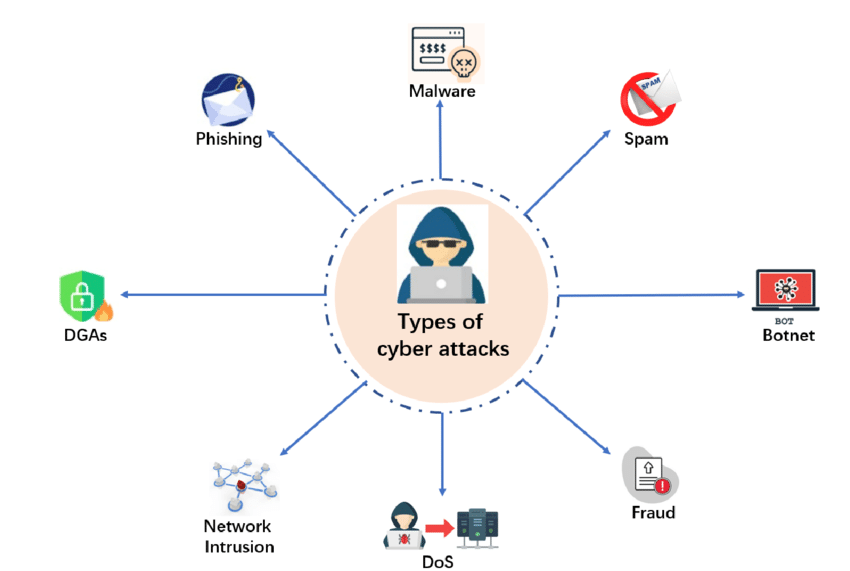 $$$$
Malware
SPAM
Phishing
Spam
Types of
cyber attacks
DGAs
BOT
Botnet
Network
Intrusion
Fraud
DoS